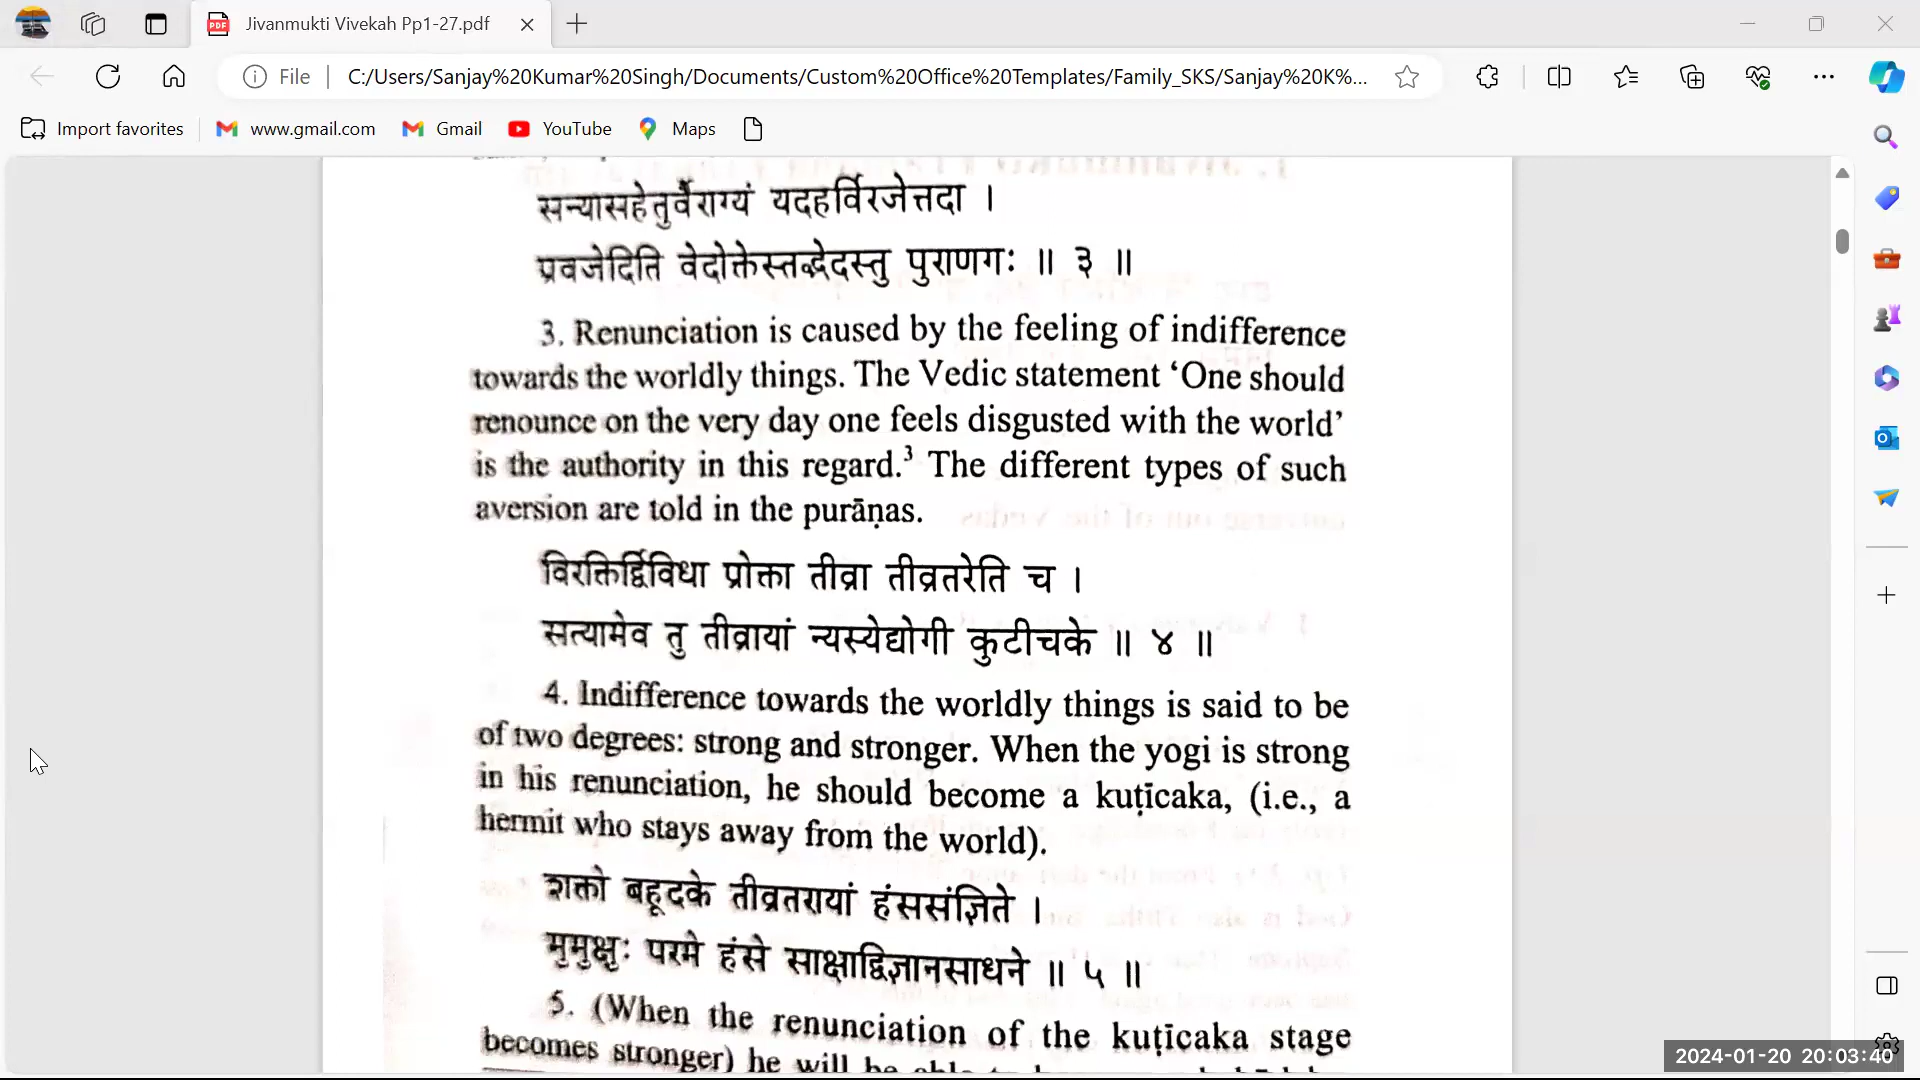 Jivanmukti Vivekah Pp1-27.pdf
File
C:/Users/Sanjay%20Kumar%20Singh/Documents/Custom%20Office%20Templates/Family_SKS/Sanjay%20K%...
Import favorites
www.gmail.com
Gmail
YouTube
Maps
सन्यासहेतुर्वैराग्यं यदहर्विरजेत्तदा ।
प्रवजेदिति वेदोक्तेस्तद्भेदस्तु पुराणगः ॥ ३ ॥
3. Renunciation is caused by the feeling of indifference
towards the worldly things. The Vedic statement ‘One should
renounce on the very day one feels disgusted with the world’
is the authority in this regard.³ The different types of such
aversion are told in the purāṇas.
विरक्तिर्द्विविधा प्रोक्ता तीव्रा तीव्रतरेति च ।
सत्यामेव तु तीव्रायां न्यस्येद्योगी कुटीचके ॥ ४ ॥
4. Indifference towards the worldly things is said to be
of two degrees: strong and stronger. When the yogi is strong
in his renunciation, he should become a kuṭīcaka, (i.e., a
hermit who stays away from the world).
शक्तो बहूदके तीव्रतरायां हंससंज्ञिते ।
मुमुक्षुः परमे हंसे साक्षाद्विज्ञानसाधने ॥ ५ ॥
5. (When the renunciation of the kuṭīcaka stage
becomes stronger) he will be able to
2024-01-20 20:03:40